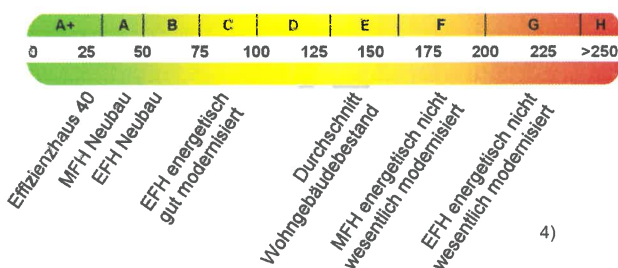 A+ A B C D E F G H
0 25 50 75 100 125 150 175 200 225 >250
Effizienzhaus 40
MFH Neubau
EFH Neubau
EFH energetisch
gut modernisiert
Durchschnitt
Wohngebäudebestand
MFH energetisch nicht
wesentlich modernisiert
EFH energetisch nicht
wesentlich modernisiert
4)